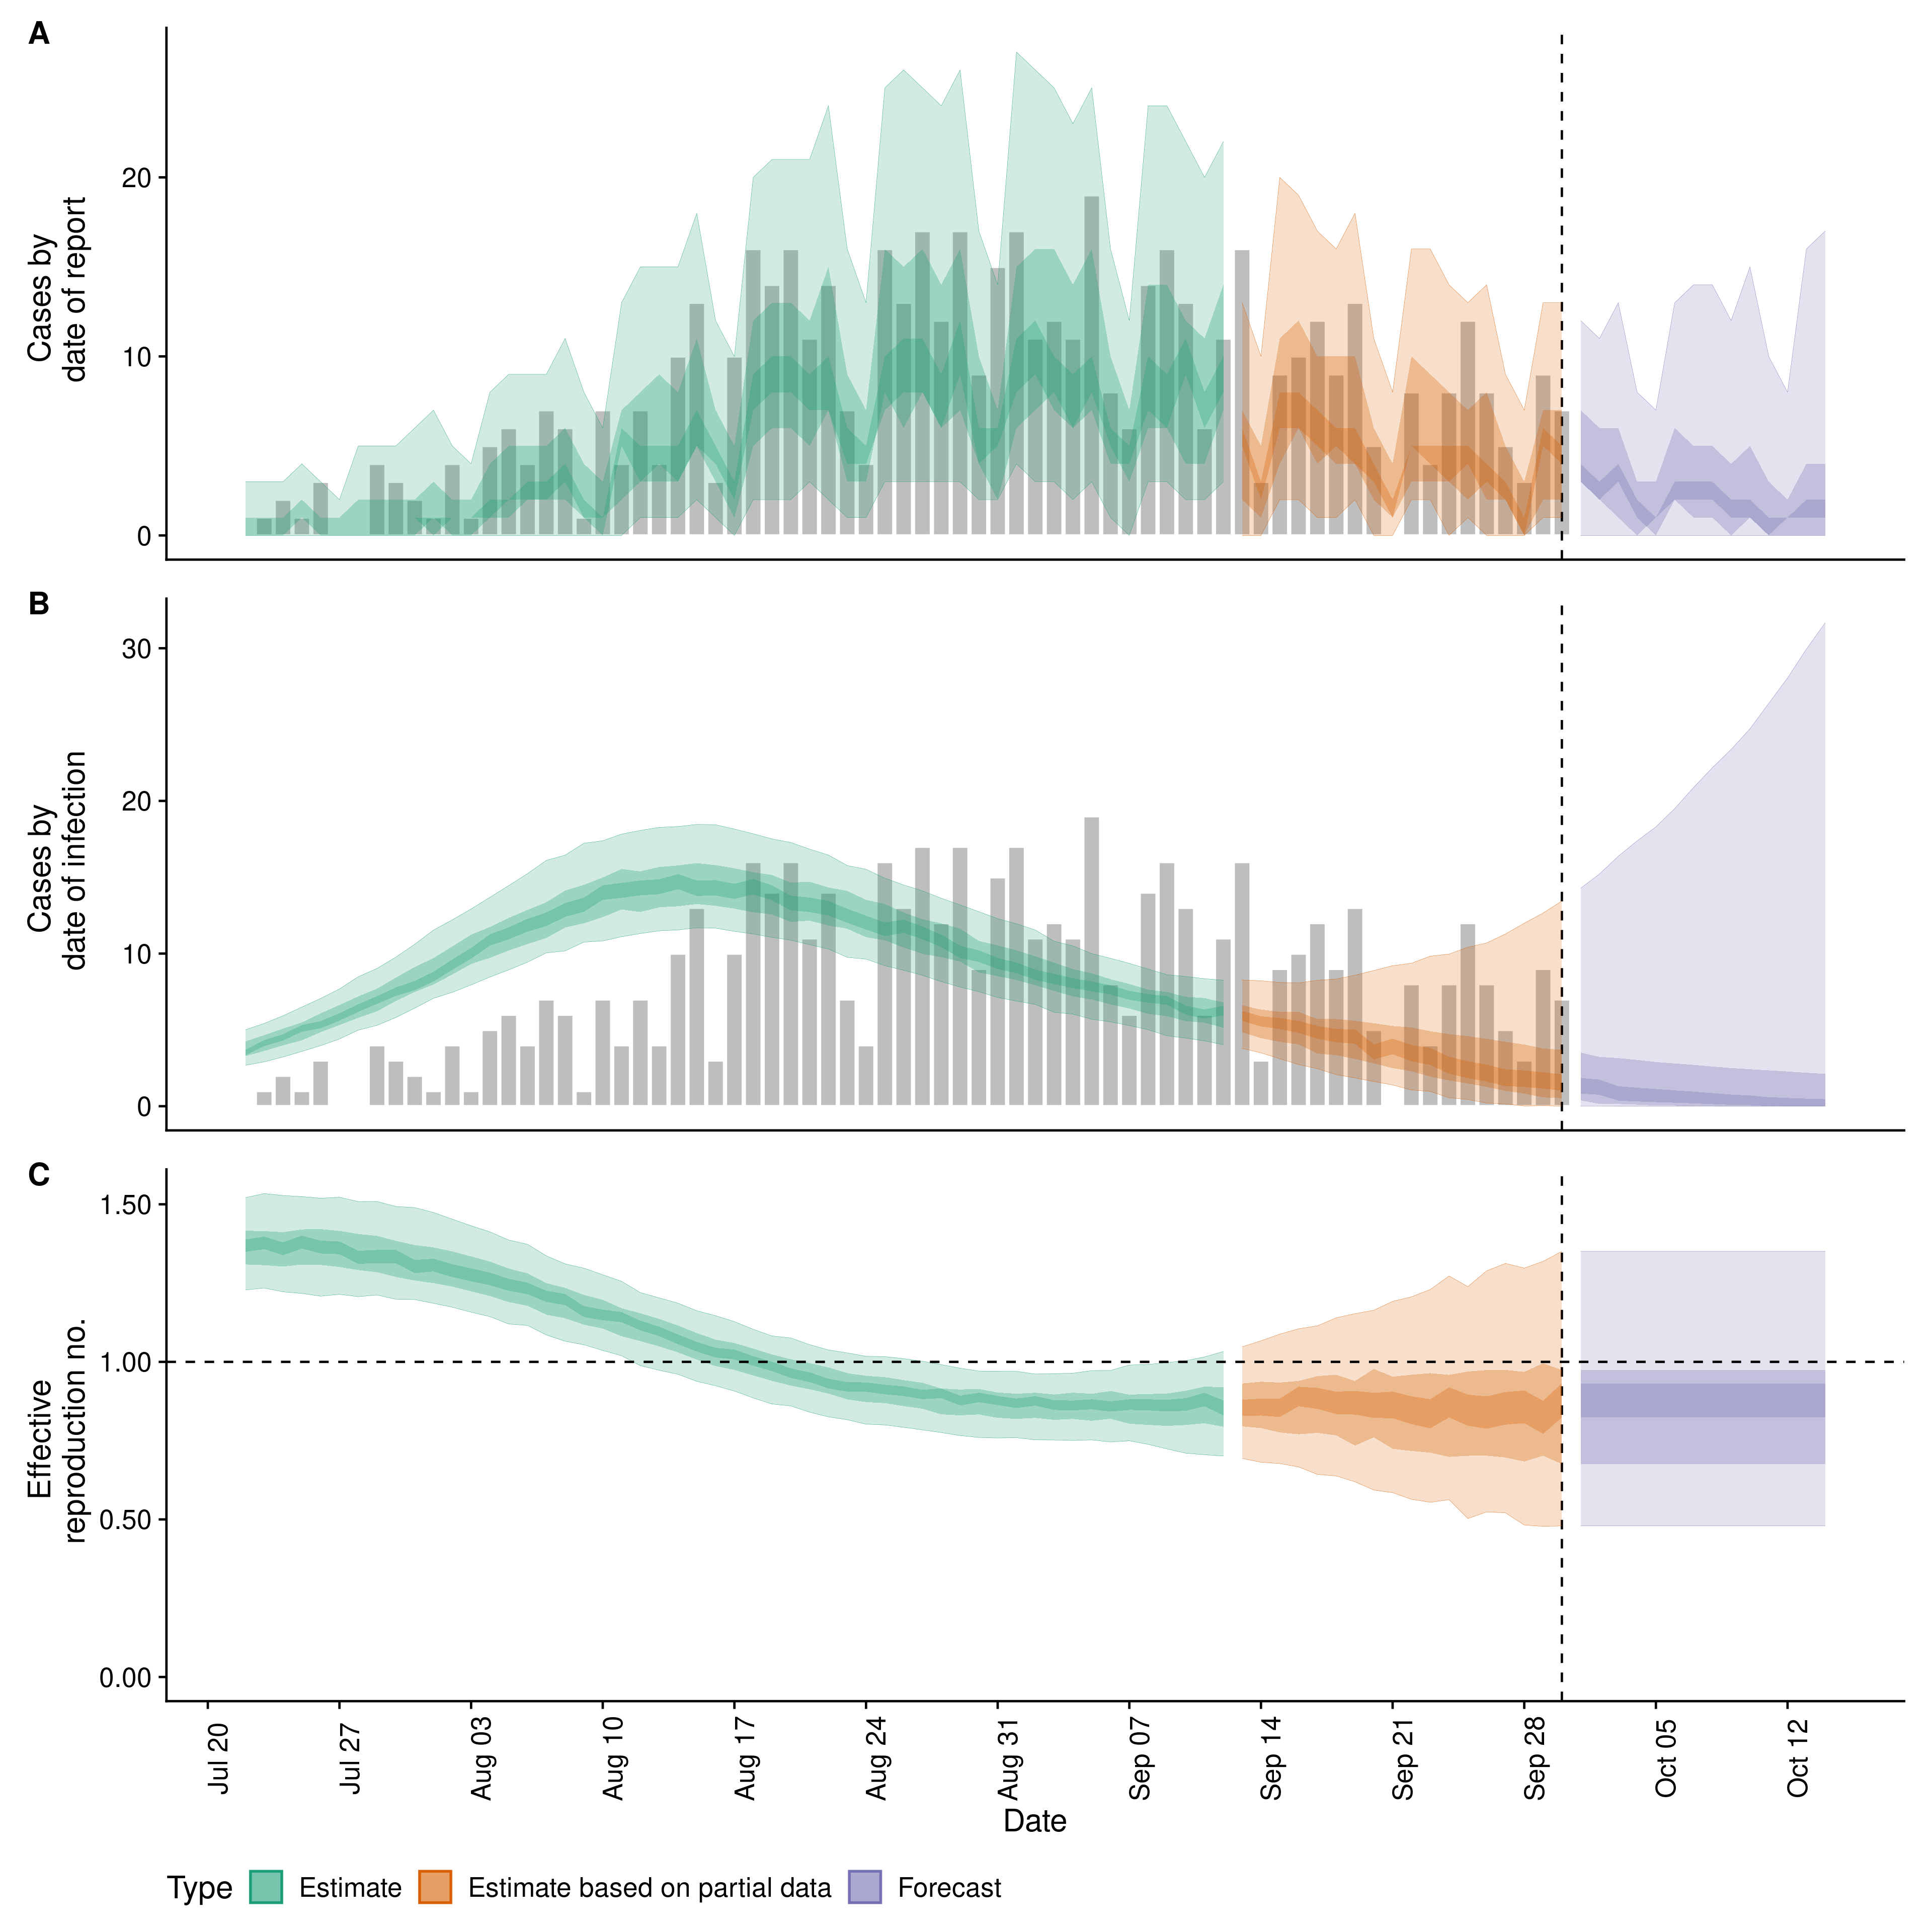 A
Cases by
date of report
20
10
0
B
Cases by
date of infection
30
20
10
0
C
Effective
reproduction no.
1.50
1.00
0.50
0.00
Jul 20
Jul 27
Aug 03
Aug 10
Aug 17
Aug 24
Aug 31
Sep 07
Sep 14
Sep 21
Sep 28
Oct 05
Oct 12
Date
Type Estimate Estimate based on partial data Forecast